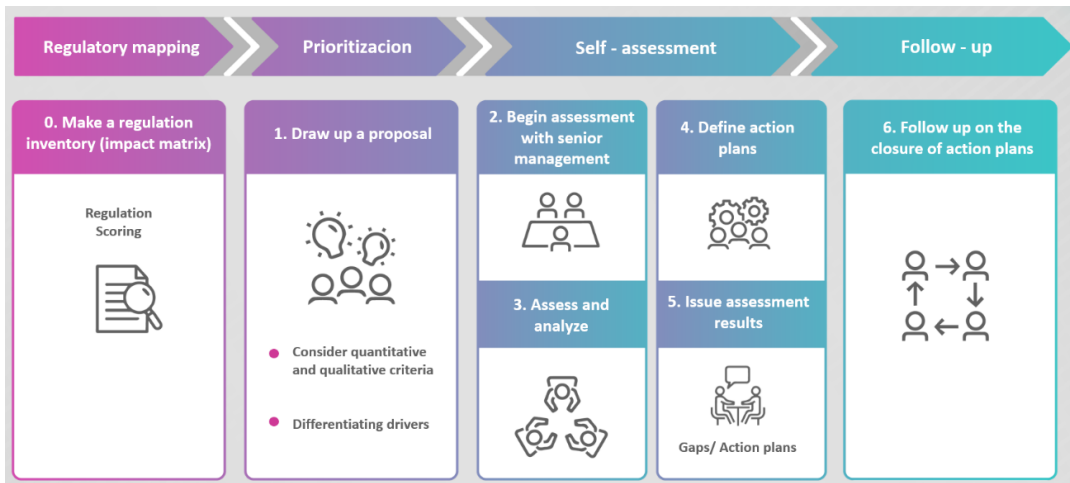 Regulatory mapping
Prioritizacion
Self - assessment
Follow - up
0. Make a regulation
inventory (impact matrix)
Regulation
Scoring
1. Draw up a proposal
Consider quantitative
and qualitative criteria
Differentiating drivers
2. Begin assessment
with senior
management
3. Assess and
analyze
4. Define action
plans
5. Issue assessment
results
Gaps/ Action plans
6. Follow up on the
closure of action plans